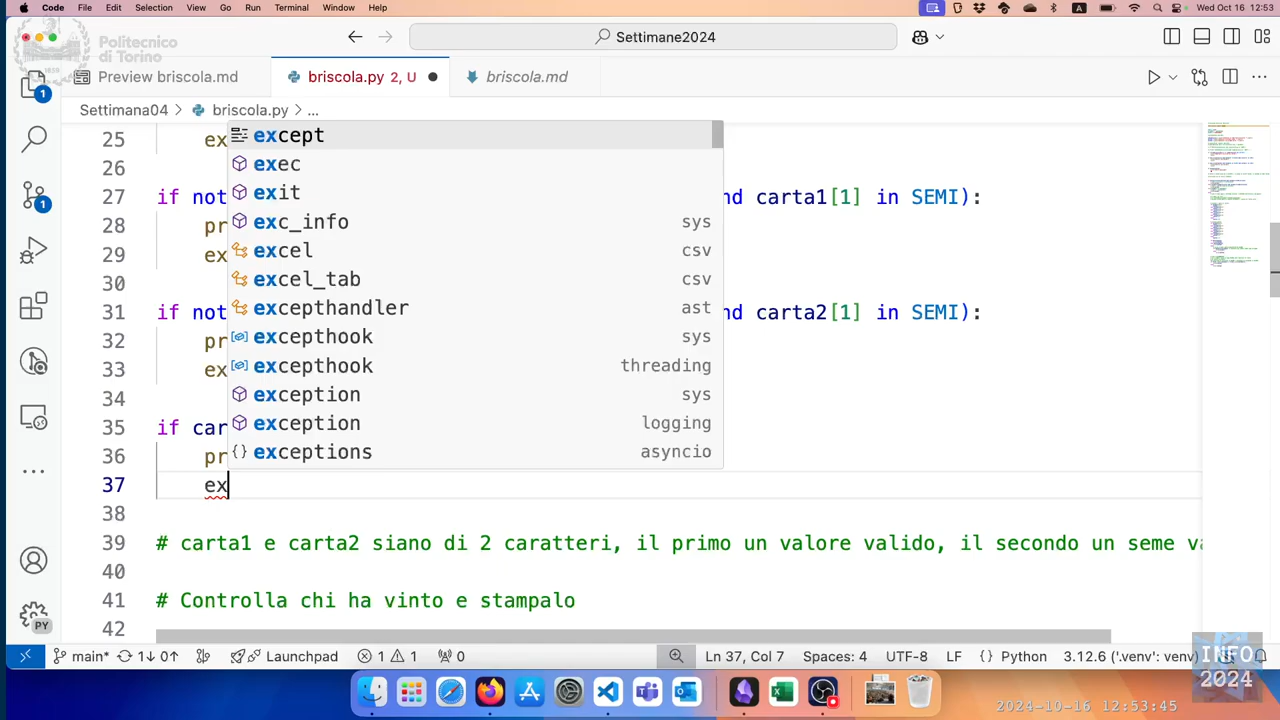 Code File Edit Selection View Go Run Terminal Window Help
Wed Oct 16 12:53
Politecnico
di Torino
Settimane2024
Preview briscola.md
briscola.py 2, U
briscola.md
Settimana04 > briscola.py > ...
25 ex
26
27 if not nd carta1[1] in SEMI):
28 pr
29 ex
30
31 if not nd carta2[1] in SEMI):
32 pr
33 ex
34
35 if car
36 pr
37 ex
38
39 # carta1 e carta2 siano di 2 caratteri, il primo un valore valido, il secondo un seme va
40
41 # Controlla chi ha vinto e stampalo
42
except
exec
exit
exc_info sys
excel
excel_tab csv
excepthandler ast
excepthook sys
excepthook threading
exception sys
exception logging
exceptions asyncio
1
1
PY
main* 1↓ 0↑ Launchpad 1 1 0 Ln 37, Col 7 Spaces: 4 UTF-8 LF {} Python 3.12.6 ('.venv': venv)
INFO
2024
2024-10-16 12:53:45